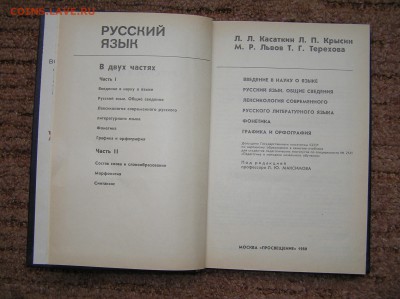 COINS.SU
РУССКИЙ
ЯЗЫК
В двух частях
Часть I
Введение в науку о языке
Русский язык. Общие сведения
Лексикология современного русского
литературного языка
Фонетика
Графика и орфография
Часть II
Состав слова и словообразование
Морфология
Синтаксис
Л. Л. Касаткин Л. П. Крысин
М. Р. Львов Т. Г. Терехова
ВВЕДЕНИЕ В НАУКУ О ЯЗЫКЕ
РУССКИЙ ЯЗЫК. ОБЩИЕ СВЕДЕНИЯ
ЛЕКСИКОЛОГИЯ СОВРЕМЕННОГО
РУССКОГО ЛИТЕРАТУРНОГО ЯЗЫКА
ФОНЕТИКА
ГРАФИКА И ОРФОГРАФИЯ
Под редакцией
профессора Л. Ю. МАКСИМОВА
МОСКВА «ПРОСВЕЩЕНИЕ» 1989